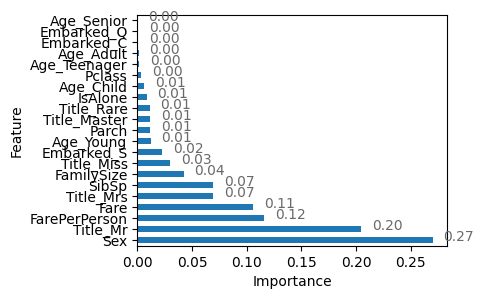 Age_Senior 0.00
Embarked_Q 0.00
Embarked_C 0.00
Age_Adult 0.00
Age_Teenager 0.00
Pclass 0.00
Age_Child 0.01
IsAlone 0.01
Title_Rare 0.01
Title_Master 0.01
Parch 0.01
Age_Young 0.01
Embarked_S 0.02
Title_Miss 0.03
FamilySize 0.04
SibSp 0.07
Title_Mrs 0.07
Fare 0.11
FarePerPerson 0.12
Title_Mr 0.20
Sex 0.27
Feature
0.00 0.05 0.10 0.15 0.20 0.25
Importance